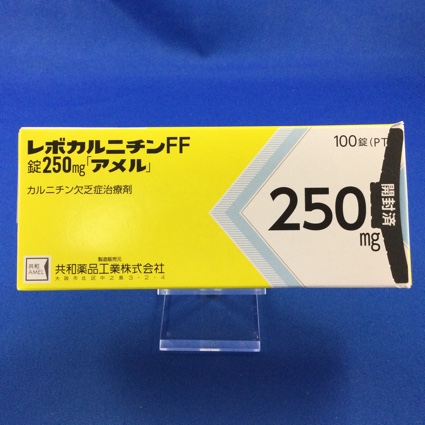 レボカルニチンFF
錠250mg「アメル」
カルニチン欠乏症治療剤
100錠(PT
250mg
開封済
共和
AMEL
製造販売元
共和薬品工業株式会社